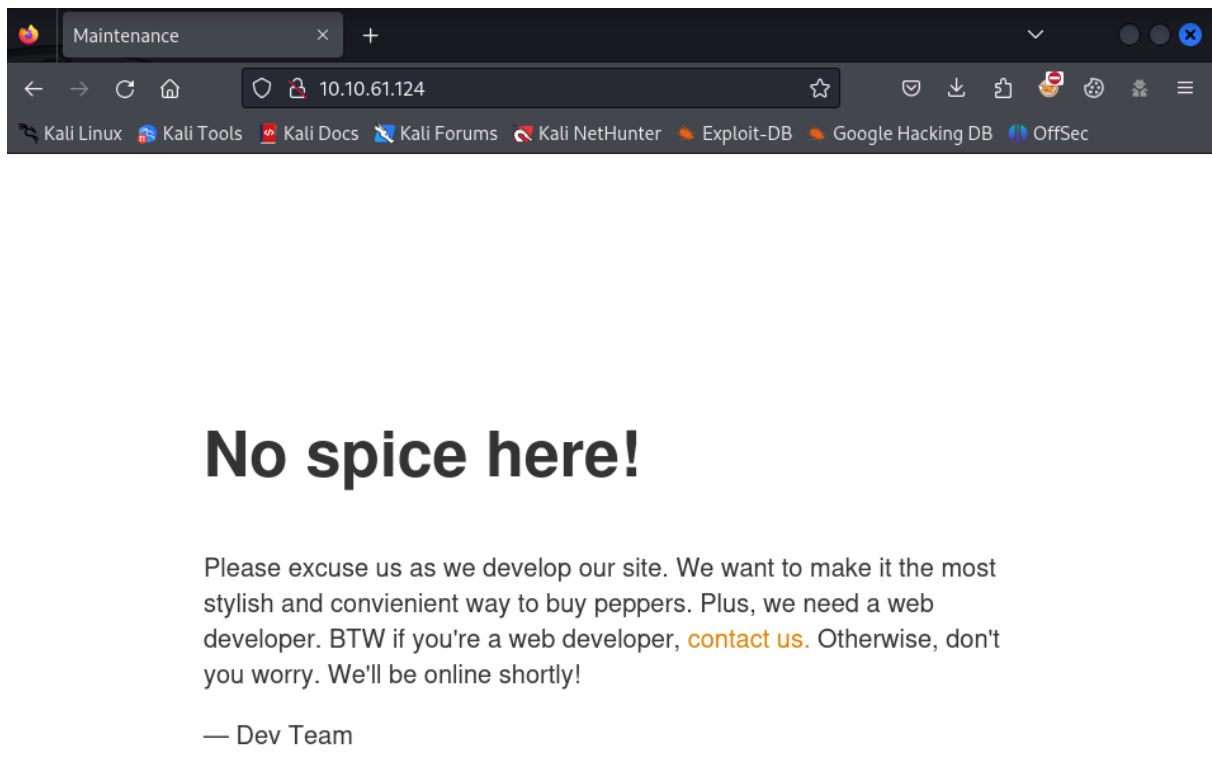 Maintenance
10.10.61.124
Kali Linux Kali Tools Kali Docs Kali Forums Kali NetHunter Exploit-DB Google Hacking DB OffSec
No spice here!
Please excuse us as we develop our site. We want to make it the most
stylish and convienient way to buy peppers. Plus, we need a web
developer. BTW if you're a web developer, contact us. Otherwise, don't
you worry. We'll be online shortly!
— Dev Team